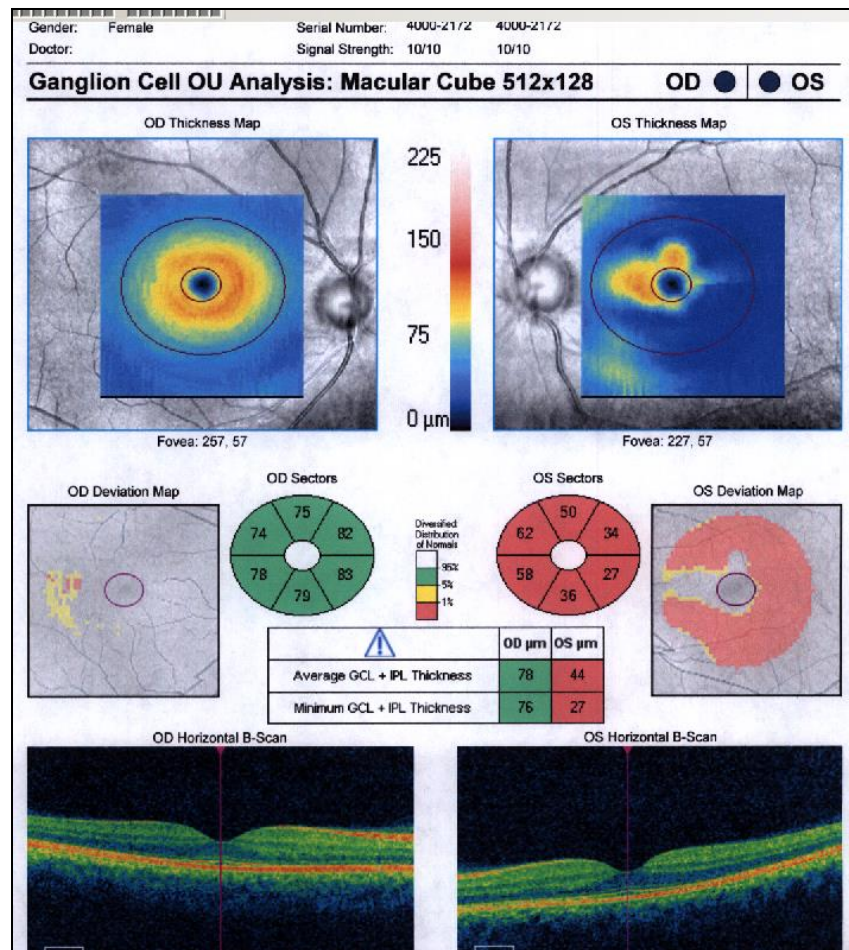 Gender: Female Serial Number: 4000-2172 4000-2172
Doctor: Signal Strength: 10/10 10/10
Ganglion Cell OU Analysis: Macular Cube 512x128 OD OS
OD Thickness Map OS Thickness Map
225
150
75
0 µm
Fovea: 257, 57 Fovea: 227, 57
OD Deviation Map OD Sectors OS Sectors OS Deviation Map
75 50
74 82 62 34
78 83 58 27
79 36
Diversified
Distribution
of Normals
95%
5%
1%
OD µm OS µm
Average GCL + IPL Thickness 78 44
Minimum GCL + IPL Thickness 76 27
OD Horizontal B-Scan OS Horizontal B-Scan